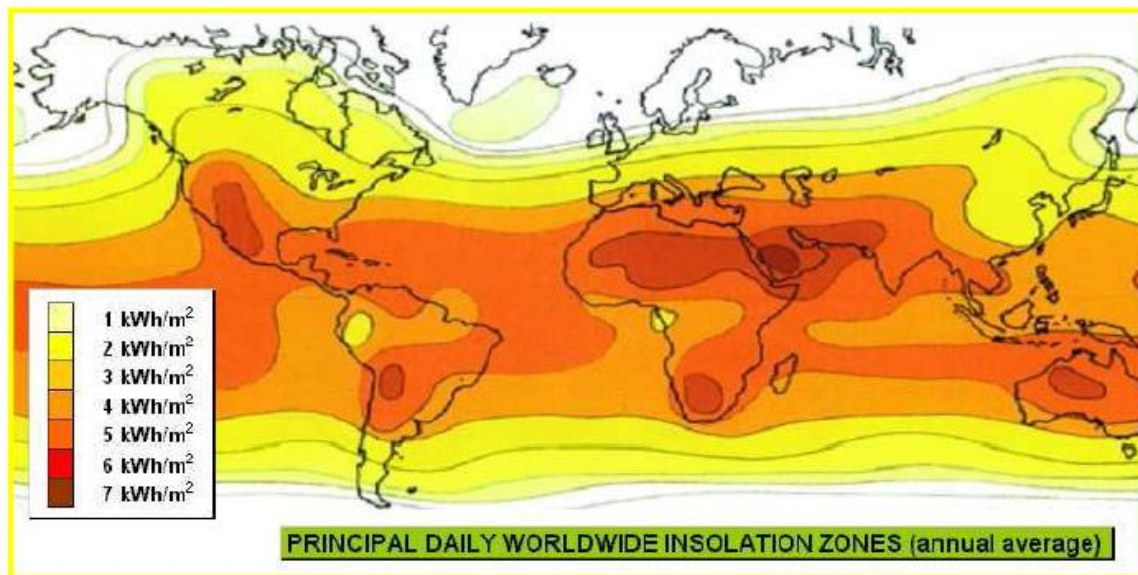 1 kWh/m²
2 kWh/m²
3 kWh/m²
4 kWh/m²
5 kWh/m²
6 kWh/m²
7 kWh/m²
PRINCIPAL DAILY WORLDWIDE INSOLATION ZONES (annual average)